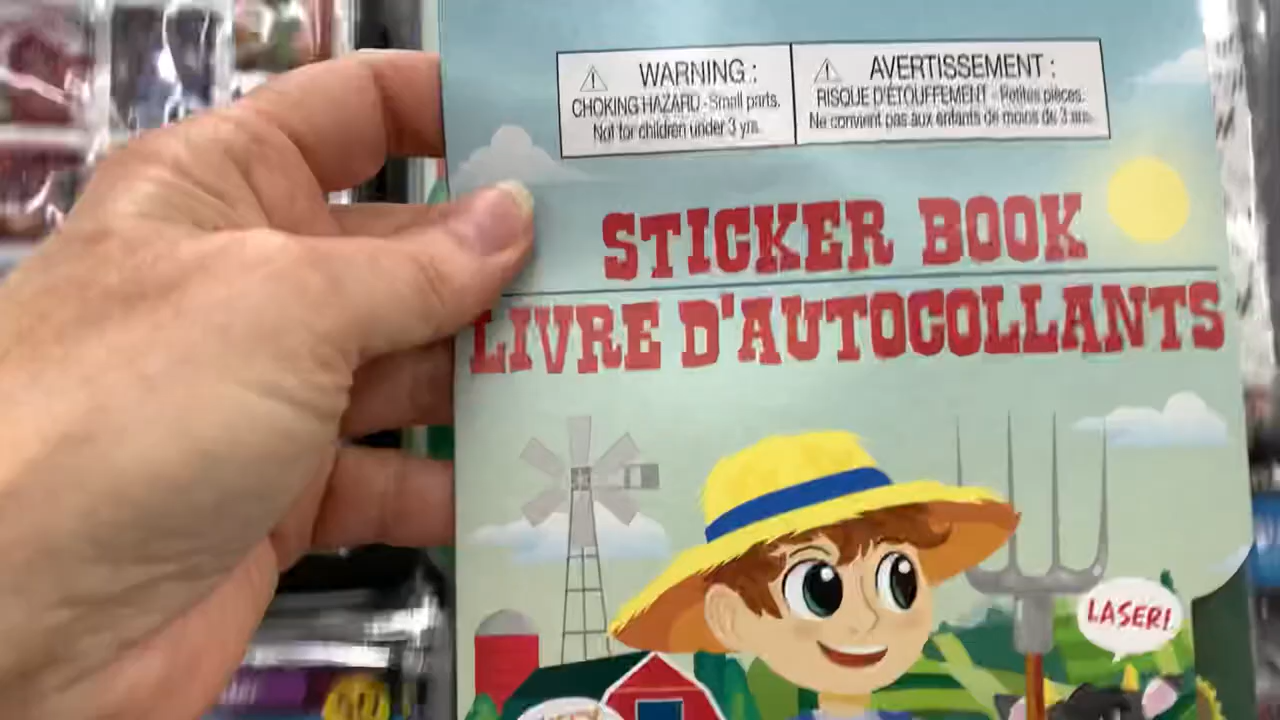 WARNING :
CHOKING HAZARD - Small parts.
Not for children under 3 yrs.
AVERTISSEMENT :
RISQUE D'ÉTOUFFEMENT - Petites pièces.
Ne convient pas aux enfants de moins de 3 ans.
STICKER BOOK
LIVRE D'AUTOCOLLANTS
LASER!